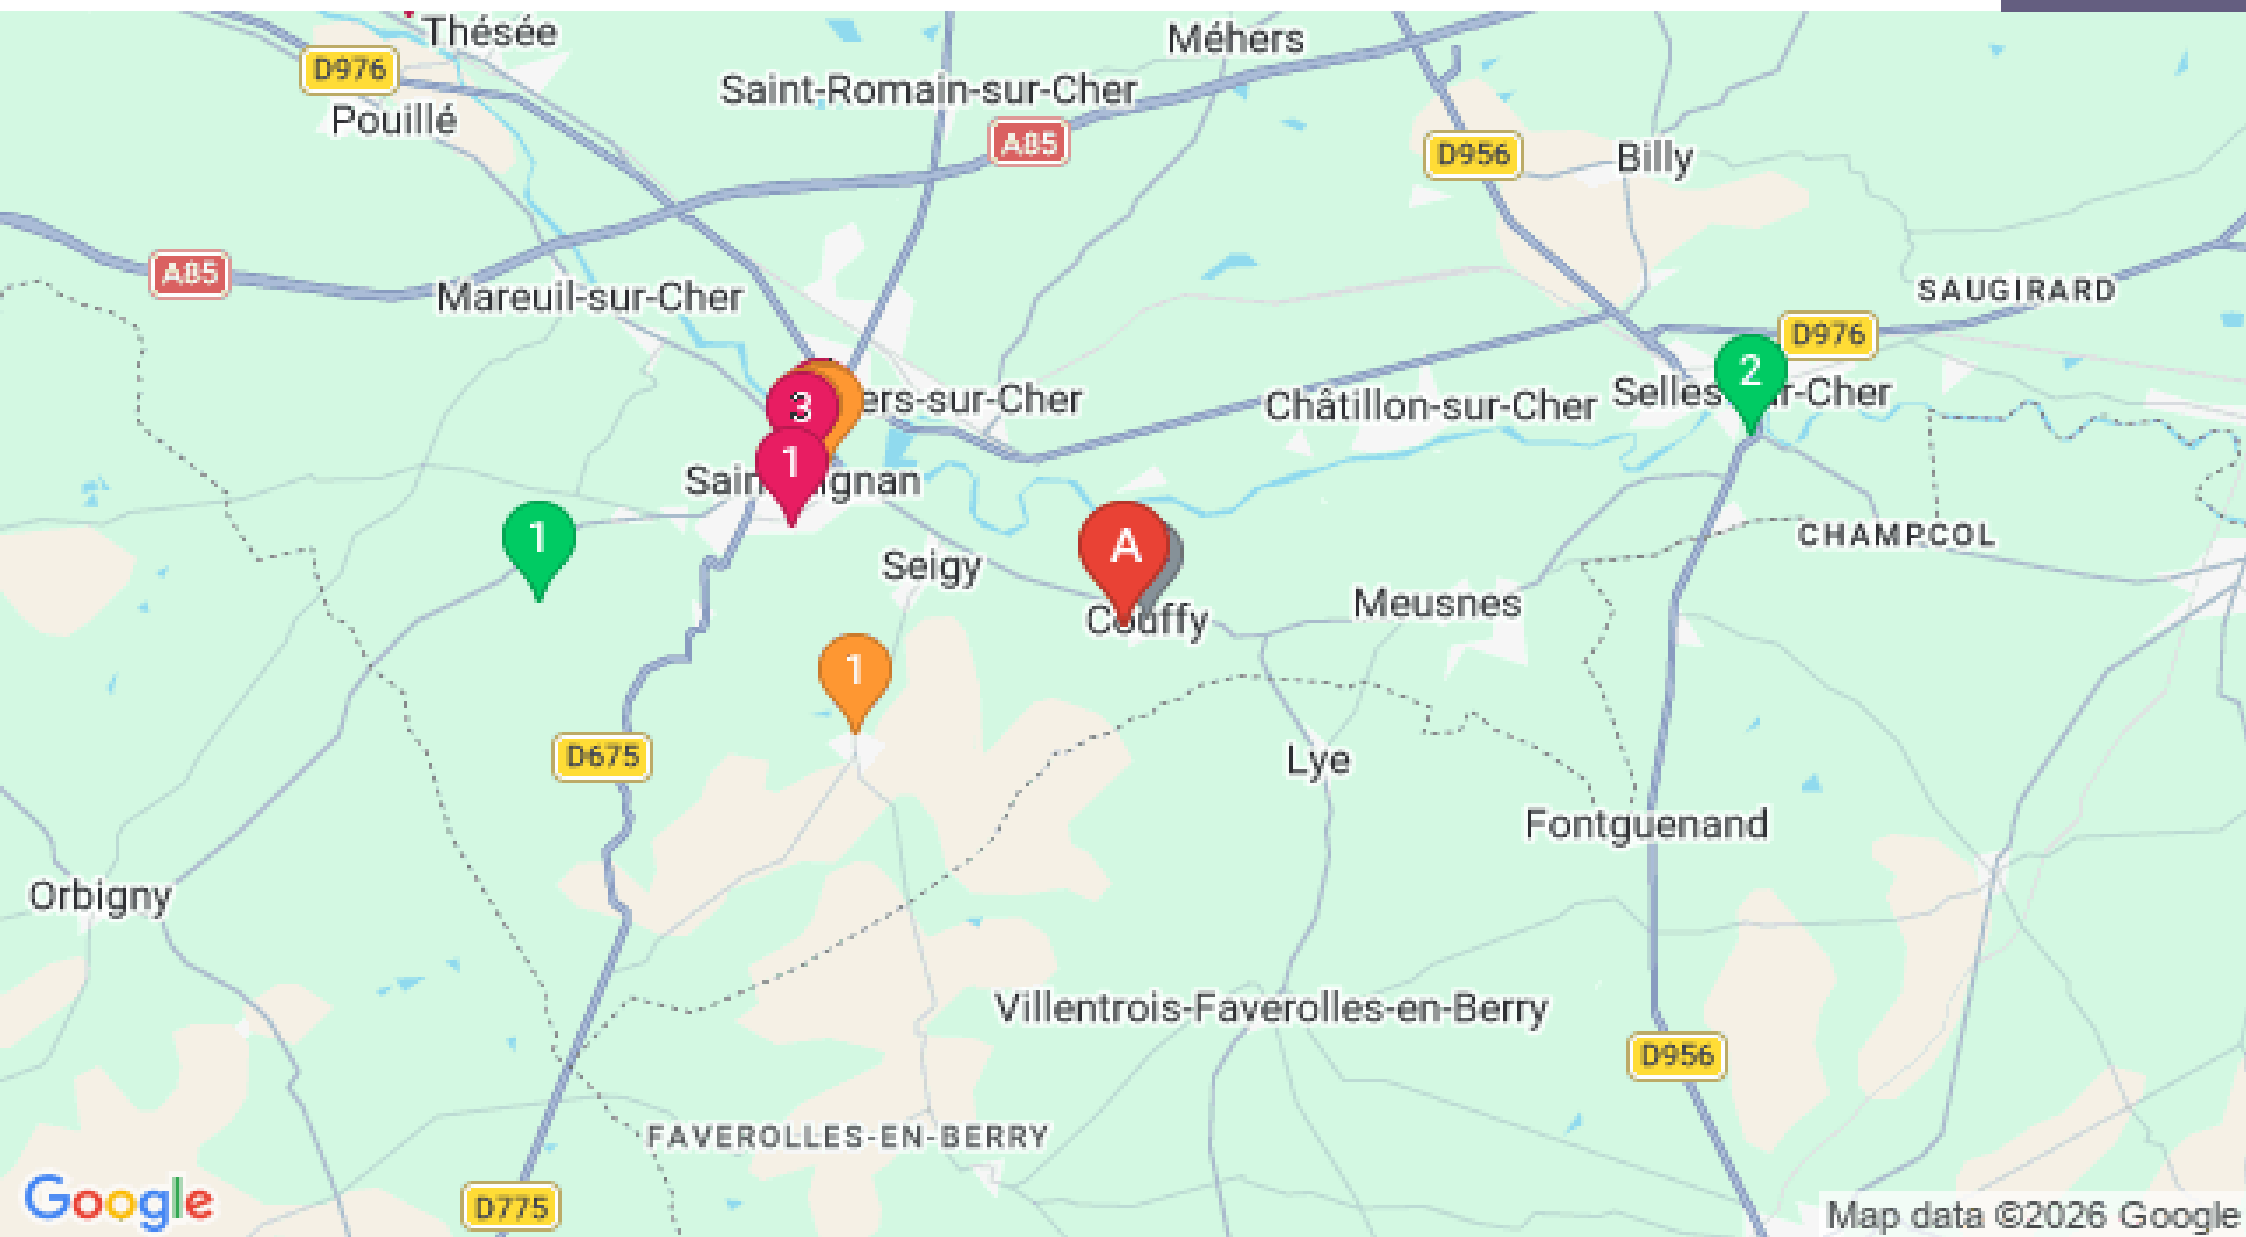 Thésée
Méhers
D976
Saint-Romain-sur-Cher
Pouillé
A85
D956
Billy
A85
Mareuil-sur-Cher
SAUGIRARD
D976
2
3
ers-sur-Cher
Châtillon-sur-Cher
Selles
r-Cher
1
Sain
ignan
1
A
CHAMPCOL
Seigy
Couffy
Meusnes
1
D675
Lye
Fontguenand
Orbigny
Villentrois-Faverolles-en-Berry
D956
FAVEROLLES-EN-BERRY
Google
D775
Map data ©2026 Google